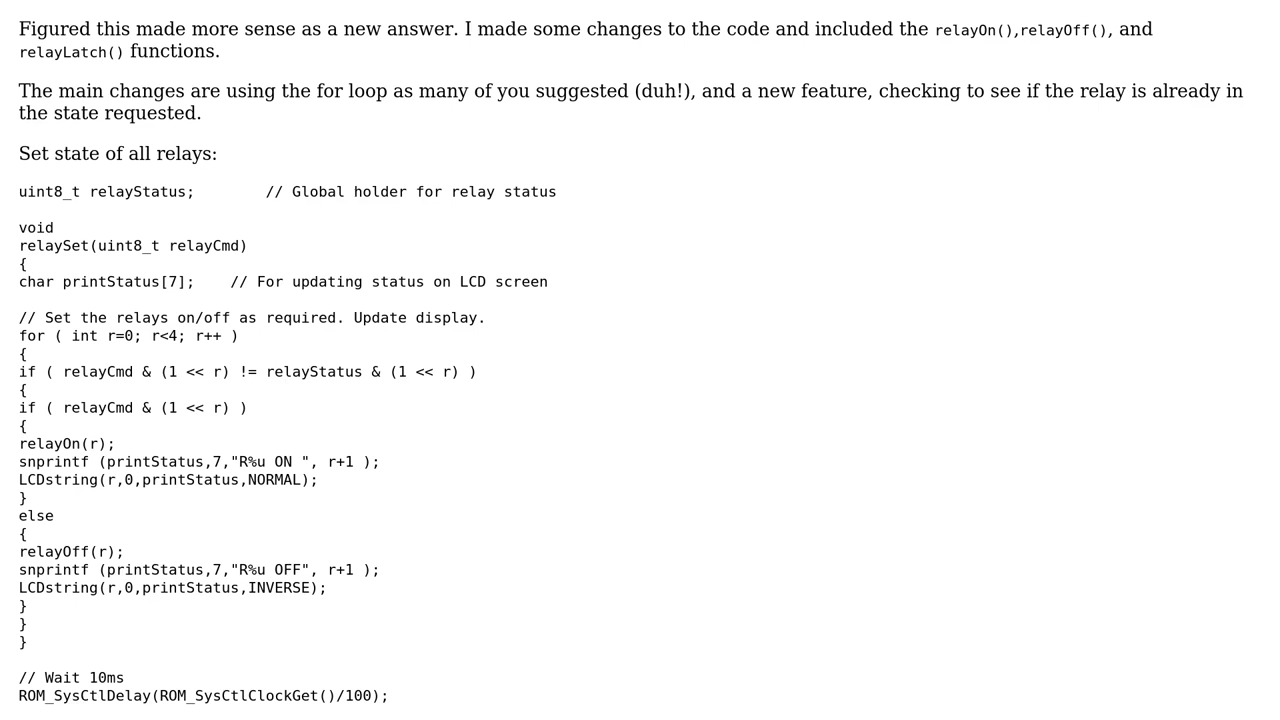 Figured this made more sense as a new answer. I made some changes to the code and included the relayOn(),relayOff(), and
relayLatch() functions.
The main changes are using the for loop as many of you suggested (duh!), and a new feature, checking to see if the relay is already in
the state requested.
Set state of all relays:
uint8_t relayStatus;        // Global holder for relay status
void
relaySet(uint8_t relayCmd)
{
char printStatus[7];    // For updating status on LCD screen
// Set the relays on/off as required. Update display.
for ( int r=0; r<4; r++ )
{
if ( relayCmd & (1 << r) != relayStatus & (1 << r) )
{
if ( relayCmd & (1 << r) )
{
relayOn(r);
snprintf (printStatus,7,"R%u ON ", r+1 );
LCDstring(r,0,printStatus,NORMAL);
}
else
{
relayOff(r);
snprintf (printStatus,7,"R%u OFF", r+1 );
LCDstring(r,0,printStatus,INVERSE);
}
}
}
// Wait 10ms
ROM_SysCtlDelay(ROM_SysCtlClockGet()/100);